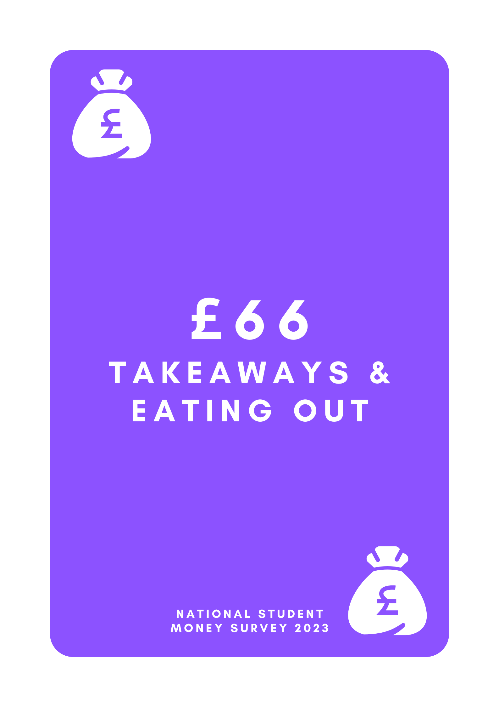 £
£66
TAKEAWAYS &
EATING OUT
£
NATIONAL STUDENT
MONEY SURVEY 2023